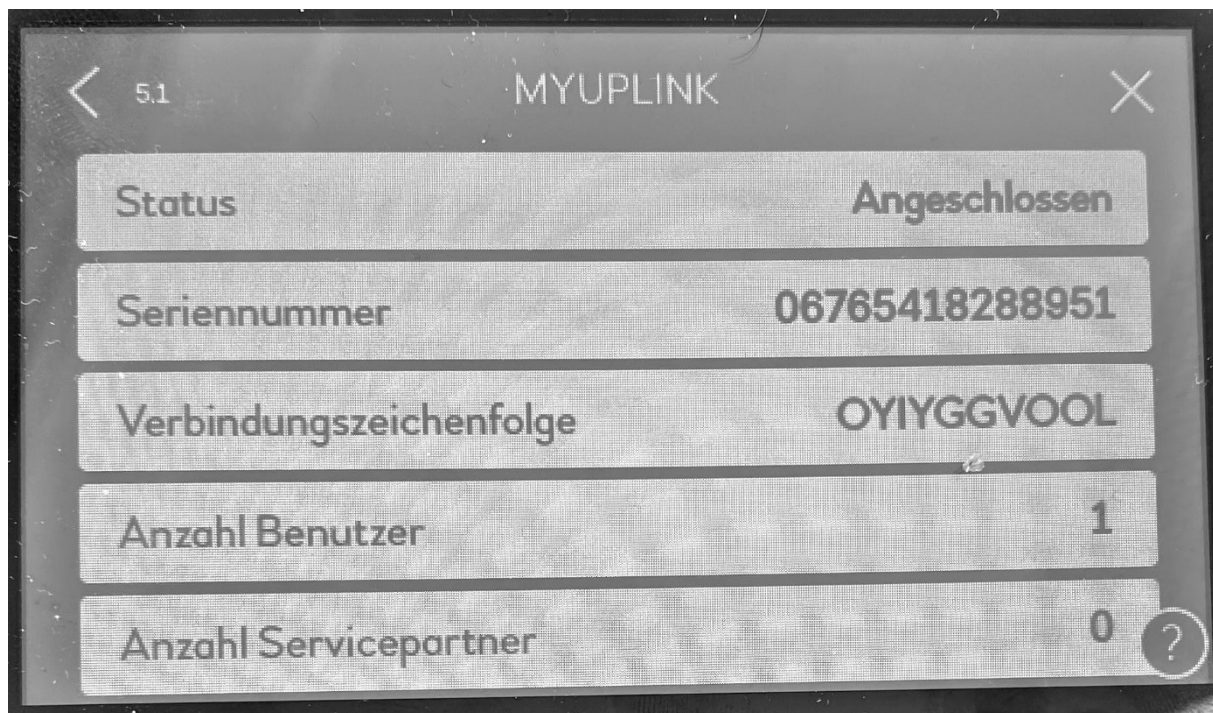 5.1 MYUPLINK
Status Angeschlossen
Seriennummer 06765418288951
Verbindungszeichenfolge OYIYGGVOOL
Anzahl Benutzer 1
Anzahl Servicepartner 0
?